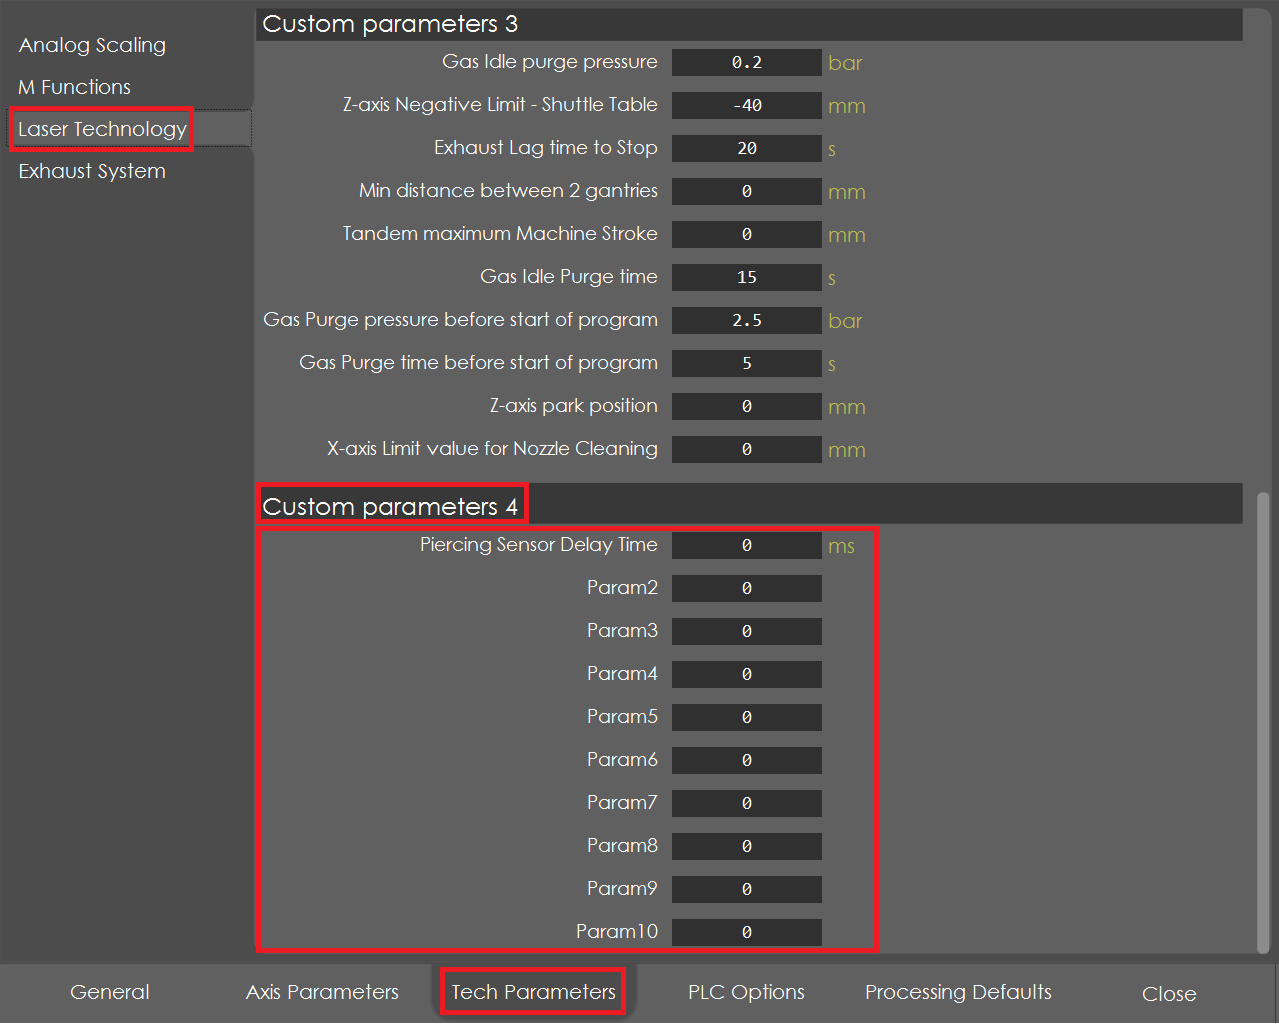 Analog Scaling
M Functions
Laser Technology
Exhaust System
Custom parameters 3
Gas Idle purge pressure 0.2 bar
Z-axis Negative Limit - Shuttle Table -40 mm
Exhaust Lag time to Stop 20 s
Min distance between 2 gantries 0 mm
Tandem maximum Machine Stroke 0 mm
Gas Idle Purge time 15 s
Gas Purge pressure before start of program 2.5 bar
Gas Purge time before start of program 5 s
Z-axis park position 0 mm
X-axis Limit value for Nozzle Cleaning 0 mm
Custom parameters 4
Piercing Sensor Delay Time 0 ms
Param2 0
Param3 0
Param4 0
Param5 0
Param6 0
Param7 0
Param8 0
Param9 0
Param10 0
General Axis Parameters Tech Parameters PLC Options Processing Defaults Close